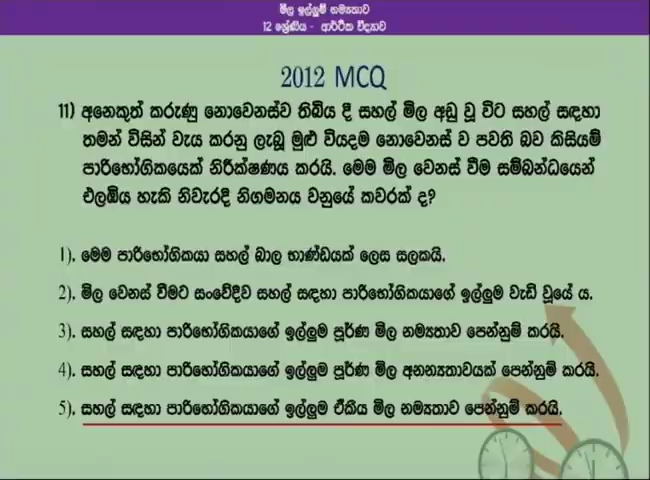 මිල ඉල්ලුම් නම්‍යතාව
12 ශ්‍රේණිය - ආර්ථික විද්‍යාව
2012 MCQ
11) අනෙකුත් කරුණු නොවෙනස්ව තිබිය දී සහල් මිල අඩු වූ විට සහල් සඳහා
තමන් විසින් වැය කරනු ලැබූ මුළු වියදම නොවෙනස් ව පවති බව කිසියම්
පාරිභෝගිකයෙක් නිරීක්ෂණය කරයි. මෙම මිල වෙනස් වීම සම්බන්ධයෙන්
එලඹිය හැකි නිවැරදි නිගමනය වනුයේ කවරක් ද?
1). මෙම පාරිභෝගිකයා සහල් බාල භාණ්ඩයක් ලෙස සලකයි.
2). මිල වෙනස් වීමට සංවේදීව සහල් සඳහා පාරිභෝගිකයාගේ ඉල්ලුම වැඩි වූයේ ය.
3). සහල් සඳහා පාරිභෝගිකයාගේ ඉල්ලුම පූර්ණ මිල නම්‍යතාව පෙන්නුම් කරයි.
4). සහල් සඳහා පාරිභෝගිකයාගේ ඉල්ලුම පූර්ණ මිල අනන්‍යතාවයක් පෙන්නුම් කරයි.
5). සහල් සඳහා පාරිභෝගිකයාගේ ඉල්ලුම ඒකීය මිල නම්‍යතාව පෙන්නුම් කරයි.